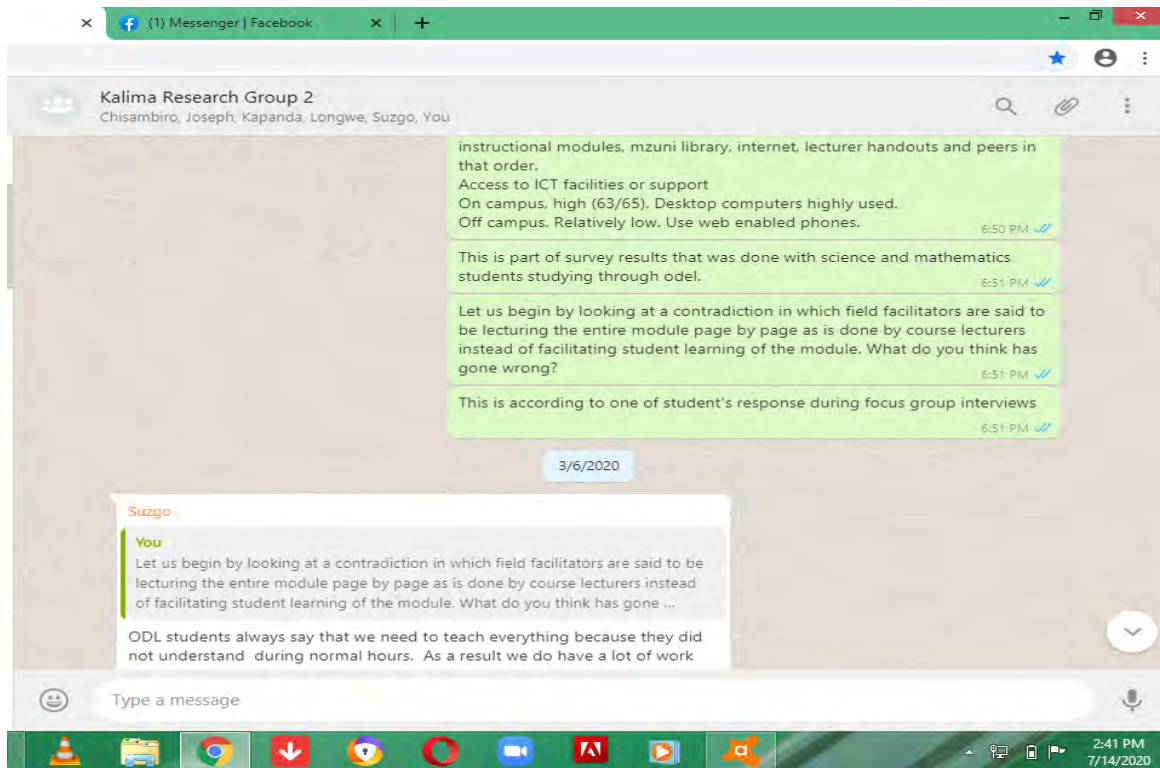 (1) Messenger | Facebook
Kalima Research Group 2
Chisambiro, Joseph, Kapanda, Longwe, Suzgo, You
instructional modules, mzuni library, internet, lecturer handouts and peers in
that order.
Access to ICT facilities or support
On campus, high (63/65). Desktop computers highly used.
Off campus. Relatively low. Use web enabled phones.
6:50 PM
This is part of survey results that was done with science and mathematics
students studying through odel.
6:51 PM
Let us begin by looking at a contradiction in which field facilitators are said to
be lecturing the entire module page by page as is done by course lecturers
instead of facilitating student learning of the module. What do you think has
gone wrong?
6:51 PM
This is according to one of student's response during focus group interviews
6:51 PM
3/6/2020
Suzgo
You
Let us begin by looking at a contradiction in which field facilitators are said to be
lecturing the entire module page by page as is done by course lecturers instead
of facilitating student learning of the module. What do you think has gone ...
ODL students always say that we need to teach everything because they did
not understand during normal hours. As a result we do have a lot of work
Type a message
2:41 PM
7/14/2020